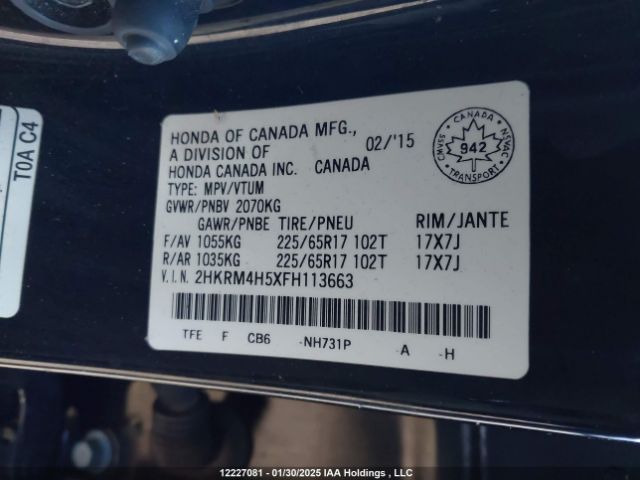 T0A C4
HONDA OF CANADA MFG.,
A DIVISION OF
02/'15
HONDA CANADA INC. CANADA
TYPE: MPV/VTUM
GVWR/PNBV 2070KG
GAWR/PNBE TIRE/PNEU RIM/JANTE
F/AV 1055KG 225/65R17 102T 17X7J
R/AR 1035KG 225/65R17 102T 17X7J
V.I.N. 2HKRM4H5XFH113663
TFE F CB6 -NH731P -A -H
CANADA
CMVSS
942
NSVAC
TRANSPORT
12227081 - 01/30/2025 IAA Holdings , LLC